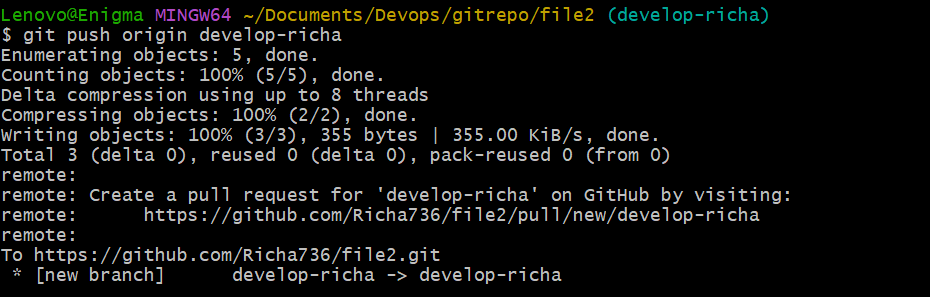 Lenovo@Enigma MINGW64 ~/Documents/Devops/gitrepo/file2 (develop-richa)
$ git push origin develop-richa
Enumerating objects: 5, done.
Counting objects: 100% (5/5), done.
Delta compression using up to 8 threads
Compressing objects: 100% (2/2), done.
Writing objects: 100% (3/3), 355 bytes | 355.00 KiB/s, done.
Total 3 (delta 0), reused 0 (delta 0), pack-reused 0 (from 0)
remote:
remote: Create a pull request for 'develop-richa' on GitHub by visiting:
remote:      https://github.com/Richa736/file2/pull/new/develop-richa
remote:
To https://github.com/Richa736/file2.git
 * [new branch]      develop-richa -> develop-richa